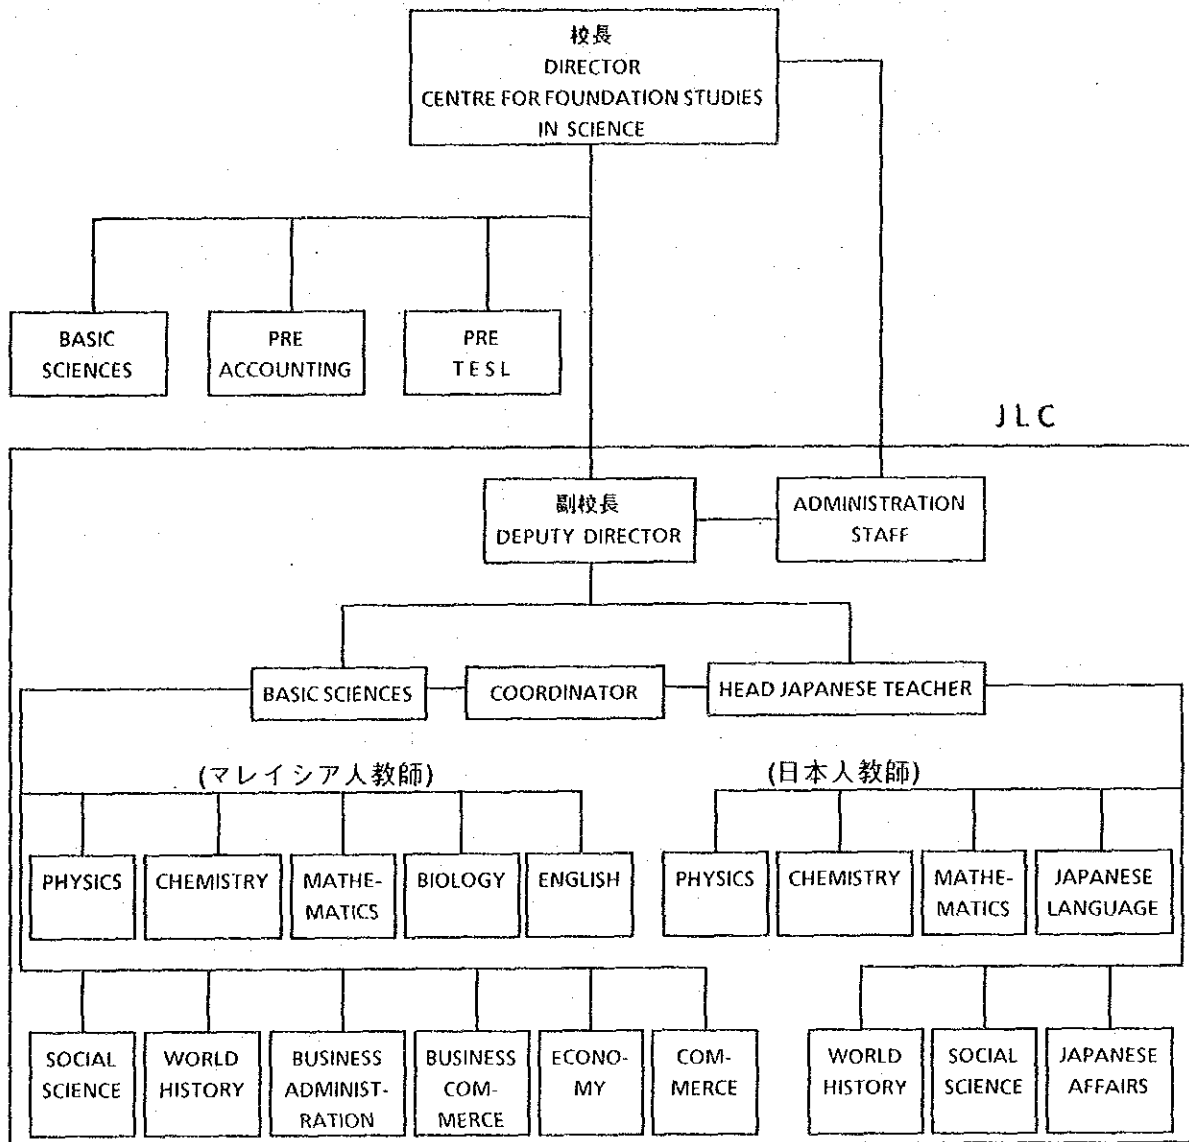 校長
DIRECTOR
CENTRE FOR FOUNDATION STUDIES
IN SCIENCE
BASIC
SCIENCES
PRE
ACCOUNTING
PRE
TESL
JLC
副校長
DEPUTY DIRECTOR
ADMINISTRATION
STAFF
BASIC SCIENCES
COORDINATOR
HEAD JAPANESE TEACHER
(マレイシア人教師)
(日本人教師)
PHYSICS
CHEMISTRY
MATHE-
MATICS
BIOLOGY
ENGLISH
PHYSICS
CHEMISTRY
MATHE-
MATICS
JAPANESE
LANGUAGE
SOCIAL
SCIENCE
WORLD
HISTORY
BUSINESS
ADMINIST-
RATION
BUSINESS
COM-
MERCE
ECONO-
MY
COM-
MERCE
WORLD
HISTORY
SOCIAL
SCIENCE
JAPANESE
AFFAIRS